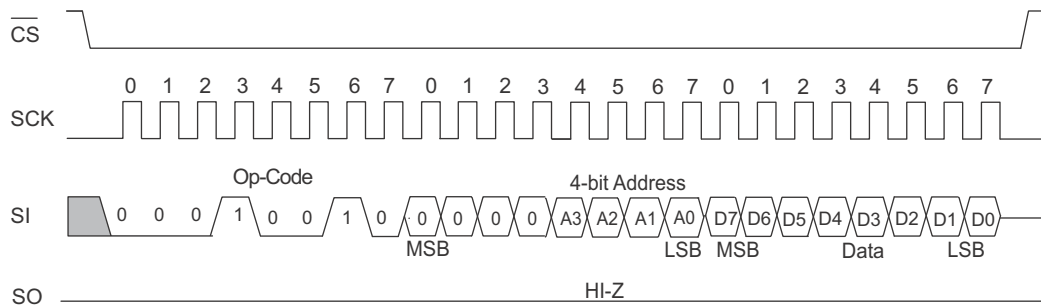 CS
0 1 2 3 4 5 6 7 0 1 2 3 4 5 6 7 0 1 2 3 4 5 6 7
SCK
Op-Code
4-bit Address
SI 0 0 0 1 0 0 1 0 0 0 0 0 A3 A2 A1 A0 D7 D6 D5 D4 D3 D2 D1 D0
MSB LSB MSB Data LSB
HI-Z
SO